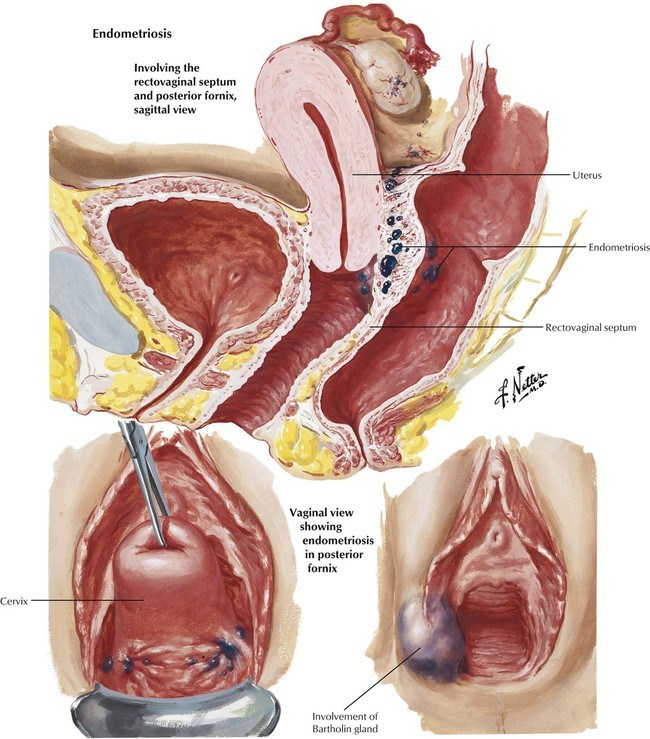 Endometriosis
Involving the
rectovaginal septum
and posterior fornix,
sagittal view
Uterus
Endometriosis
Rectovaginal septum
F. Netter
M.D.
Vaginal view
showing
endometriosis
in posterior
fornix
Cervix
Involvement of
Bartholin gland